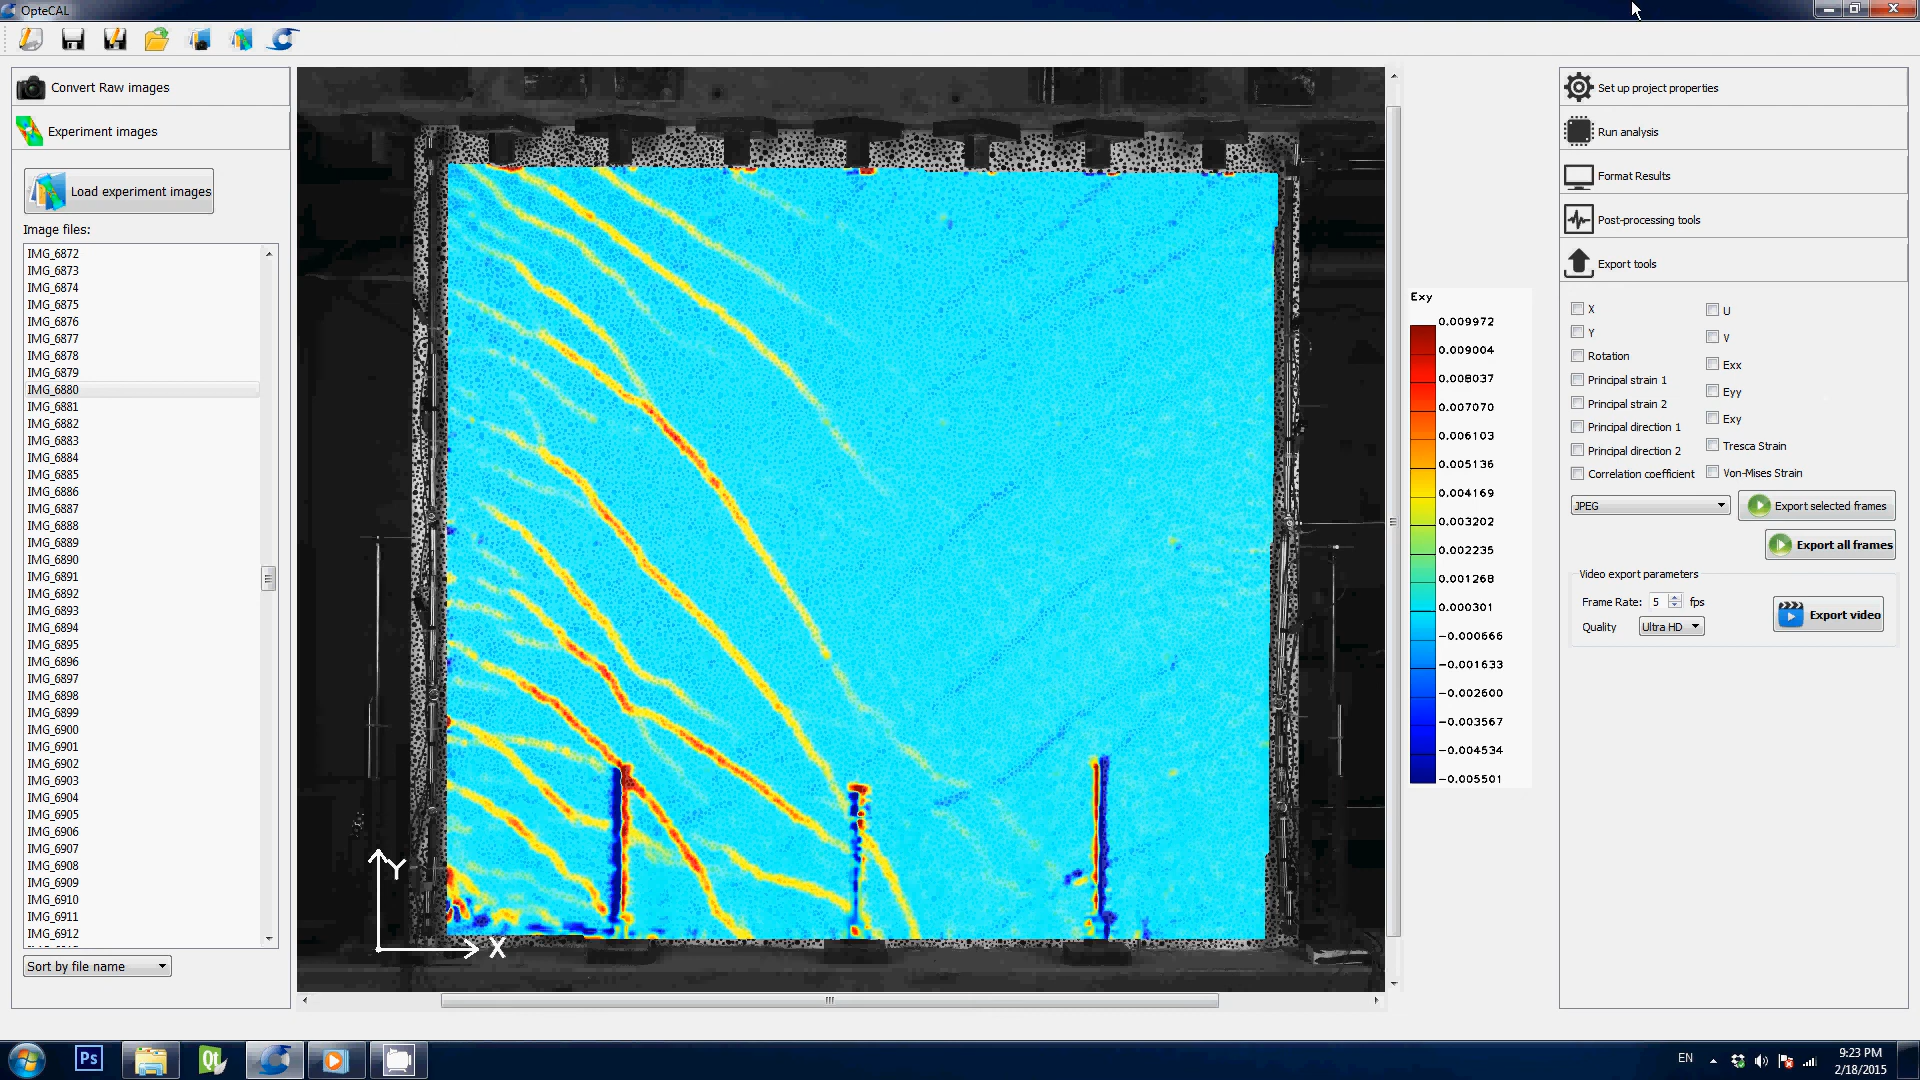 OpteCAL
Convert Raw images
Experiment images
Load experiment images
Image files:
IMG_6872
IMG_6873
IMG_6874
IMG_6875
IMG_6876
IMG_6877
IMG_6878
IMG_6879
IMG_6880
IMG_6881
IMG_6882
IMG_6883
IMG_6884
IMG_6885
IMG_6886
IMG_6887
IMG_6888
IMG_6889
IMG_6890
IMG_6891
IMG_6892
IMG_6893
IMG_6894
IMG_6895
IMG_6896
IMG_6897
IMG_6898
IMG_6899
IMG_6900
IMG_6901
IMG_6902
IMG_6903
IMG_6904
IMG_6905
IMG_6906
IMG_6907
IMG_6908
IMG_6909
IMG_6910
IMG_6911
IMG_6912
Sort by file name
Y
X
Exy
0.009972
0.009004
0.008037
0.007070
0.006103
0.005136
0.004169
0.003202
0.002235
0.001268
0.000301
-0.000666
-0.001633
-0.002600
-0.003567
-0.004534
-0.005501
Set up project properties
Run analysis
Format Results
Post-processing tools
Export tools
X
U
Y
V
Rotation
Exx
Principal strain 1
Eyy
Principal strain 2
Exy
Principal direction 1
Tresca Strain
Principal direction 2
Von-Mises Strain
Correlation coefficient
JPEG
Export selected frames
Export all frames
Video export parameters
Frame Rate: 5 fps
Export video
Quality Ultra HD
Ps
Qt
EN
9:23 PM
2/18/2015